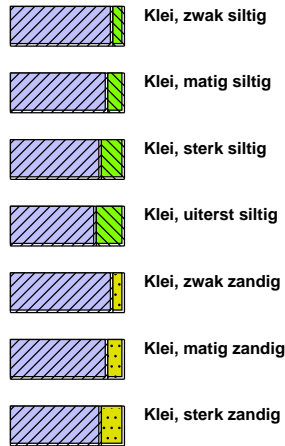 Klei, zwak siltig
Klei, matig siltig
Klei, sterk siltig
Klei, uiterst siltig
Klei, zwak zandig
Klei, matig zandig
Klei, sterk zandig